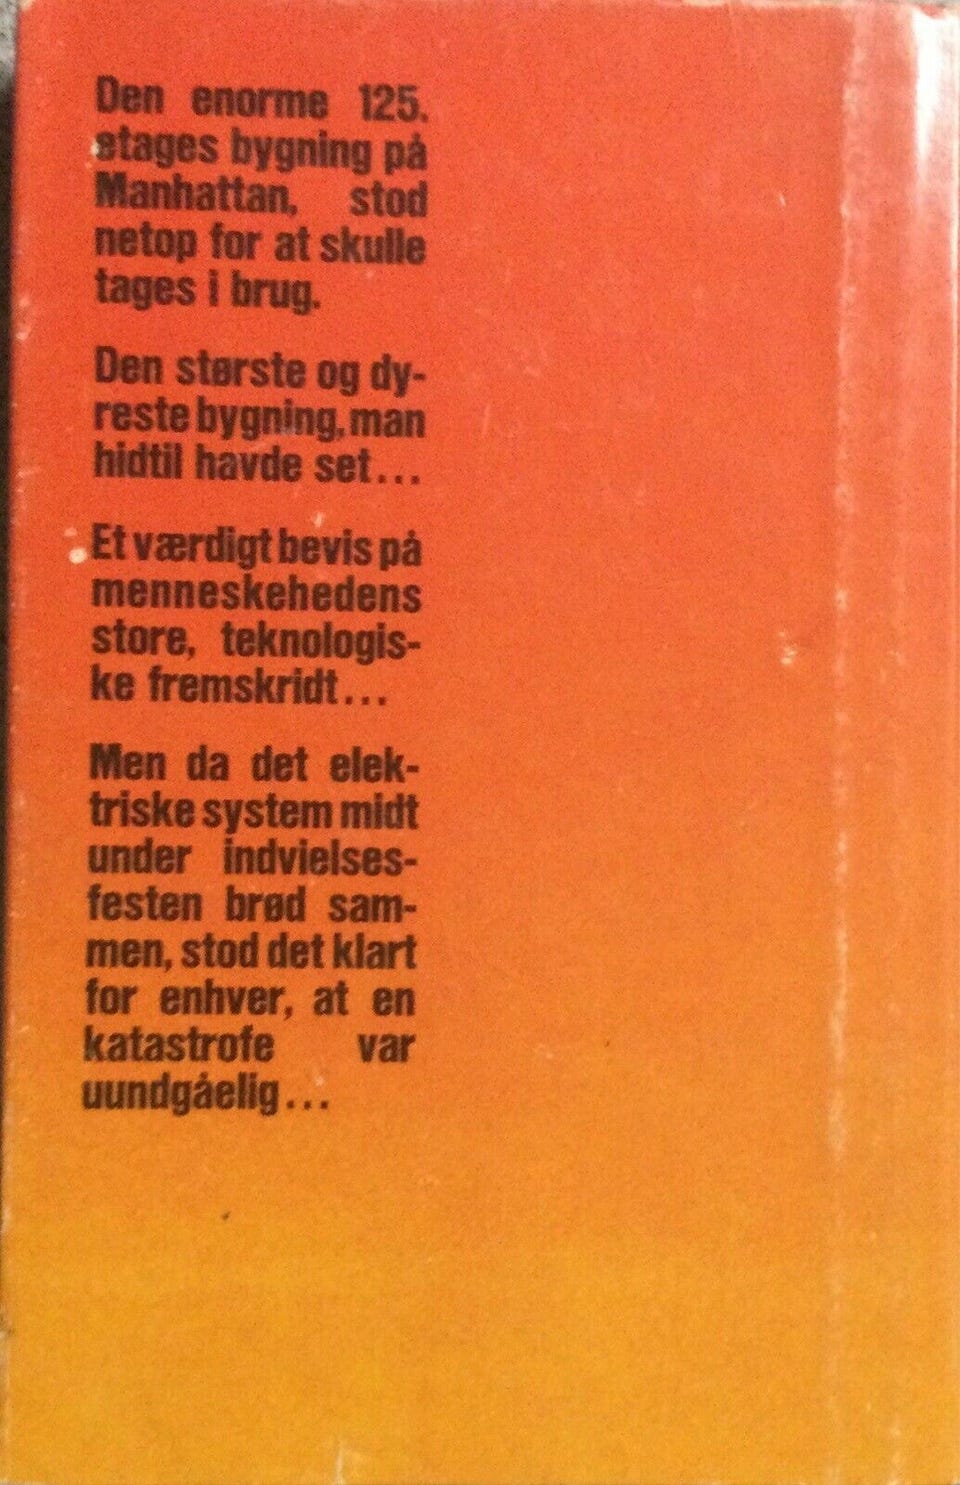 Den enorme 125.
etages bygning på
Manhattan, stod
netop for at skulle
tages i brug.
Den største og dy-
reste bygning, man
hidtil havde set...
Et værdigt bevis på
menneskehedens
store, teknologis-
ke fremskridt...
Men da det elek-
triske system midt
under indvielses-
festen brød sam-
men, stod det klart
for enhver, at en
katastrofe var
uundgåelig...